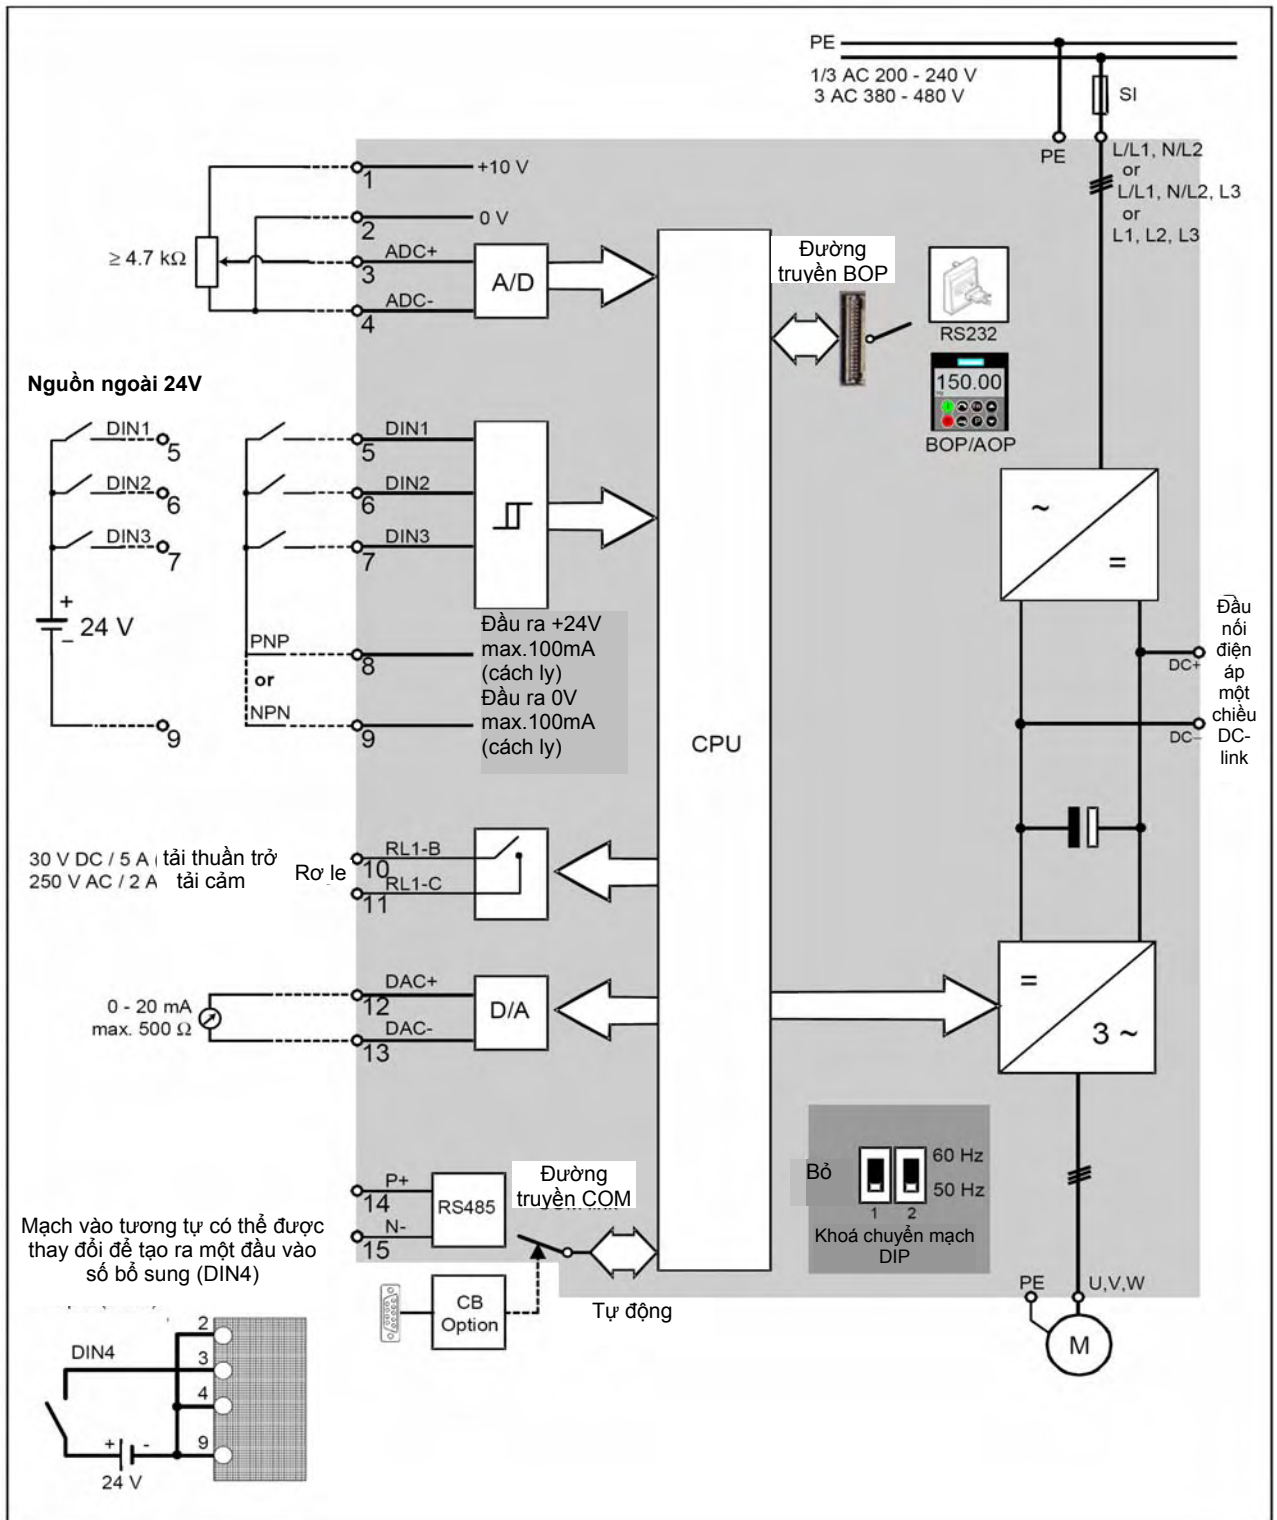 PE
1/3 AC 200 - 240 V
3 AC 380 - 480 V
SI
PE
L/L1, N/L2
or
L/L1, N/L2, L3
or
L1, L2, L3
1
+10 V
2
0 V
≥ 4.7 kΩ
3
ADC+
A/D
4
ADC-
Đường
truyền BOP
RS232
150.00
BOP/AOP
Nguồn ngoài 24V
DIN1
5
DIN2
6
DIN3
7
+
24 V
−
9
DIN1
5
DIN2
6
DIN3
7
PNP
8
or
NPN
9
Đầu ra +24V
max.100mA
(cách ly)
Đầu ra 0V
max.100mA
(cách ly)
CPU
~
=
Đầu
nối
điện
áp
một
chiều
DC-
link
DC+
DC−
30 V DC / 5 A ( tải thuần trở
250 V AC / 2 A tải cảm
Rơ le
RL1-B
10
RL1-C
11
0 - 20 mA
max. 500 Ω
DAC+
12
D/A
DAC-
13
=
3 ~
P+
14
RS485
N-
15
Đường
truyền COM
Bỏ
60 Hz
50 Hz
1 2
Khoá chuyển mạch
DIP
CB
Option
Tự động
PE
U,V,W
M
Mạch vào tương tự có thể được
thay đổi để tạo ra một đầu vào
số bổ sung (DIN4)
2
DIN4
3
4
9
+ -
24 V